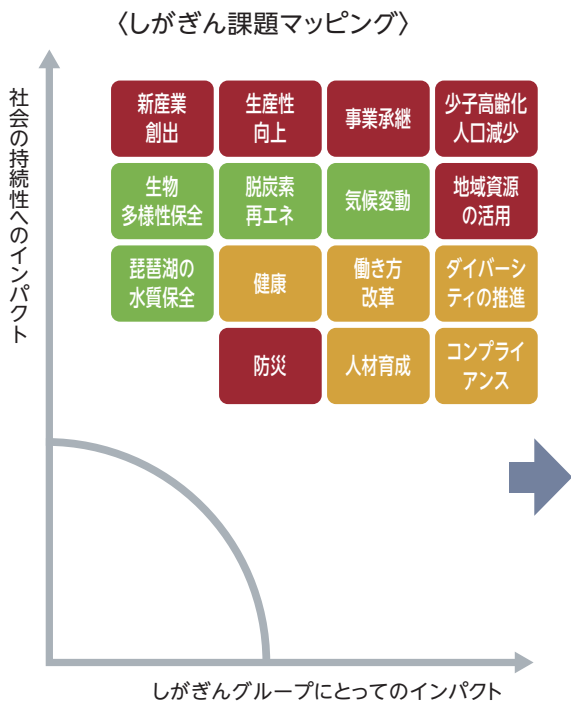 〈しがぎん課題マッピング〉
社会の持続性へのインパクト
新産業
創出
生産性
向上
事業承継
少子高齢化
人口減少
生物
多様性保全
脱炭素
再エネ
気候変動
地域資源
の活用
琵琶湖の
水質保全
健康
働き方
改革
ダイバーシ
ティの推進
防災
人材育成
コンプライ
アンス
しがぎんグループにとってのインパクト